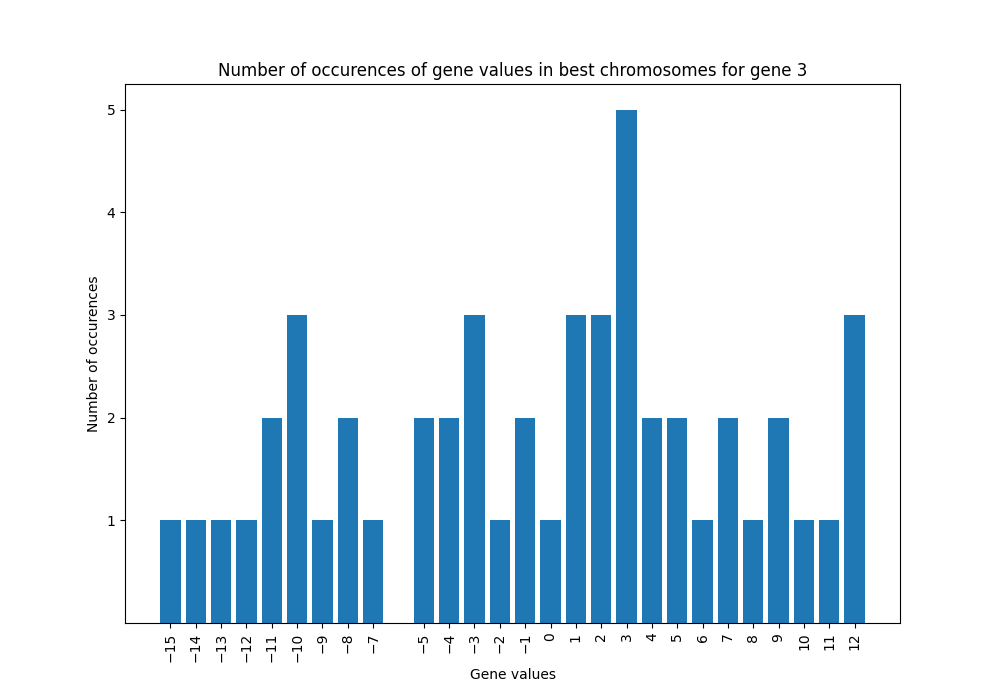 Number of occurences of gene values in best chromosomes for gene 3
Number of occurences
5
4
3
2
1
−15 −14 −13 −12 −11 −10 −9 −8 −7 −5 −4 −3 −2 −1 0 1 2 3 4 5 6 7 8 9 10 11 12
Gene values